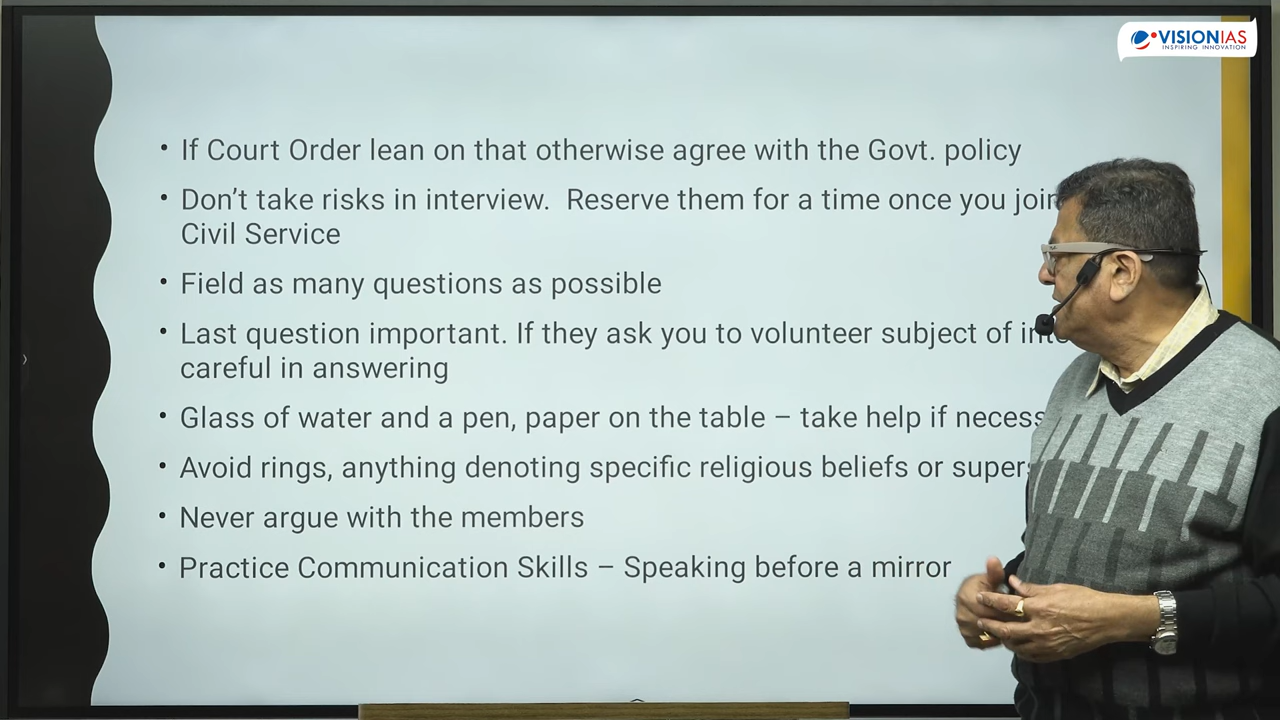 VISIONIAS
INSPIRING INNOVATION
• If Court Order lean on that otherwise agree with the Govt. policy
• Don't take risks in interview. Reserve them for a time once you join
Civil Service
• Field as many questions as possible
• Last question important. If they ask you to volunteer subject of
careful in answering
• Glass of water and a pen, paper on the table – take help if
• Avoid rings, anything denoting specific religious beliefs or
• Never argue with the members
• Practice Communication Skills – Speaking before a mirror